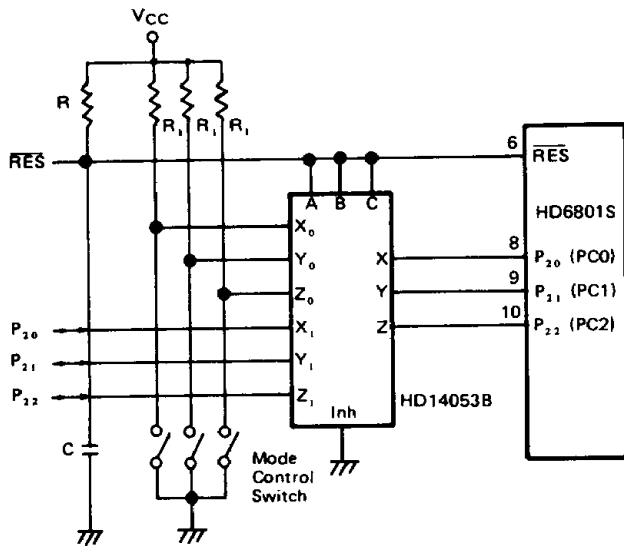 VCC
R
R₁
R₁
R₁
RES
6
RES
A B C
HD6801S
X₀
Y₀
Z₀
X₁
Y₁
Z₁
X
Y
Z
8
P₂₀ (PC0)
9
P₂₁ (PC1)
10
P₂₂ (PC2)
P₂₀
P₂₁
P₂₂
Inh
HD14053B
C
Mode
Control
Switch